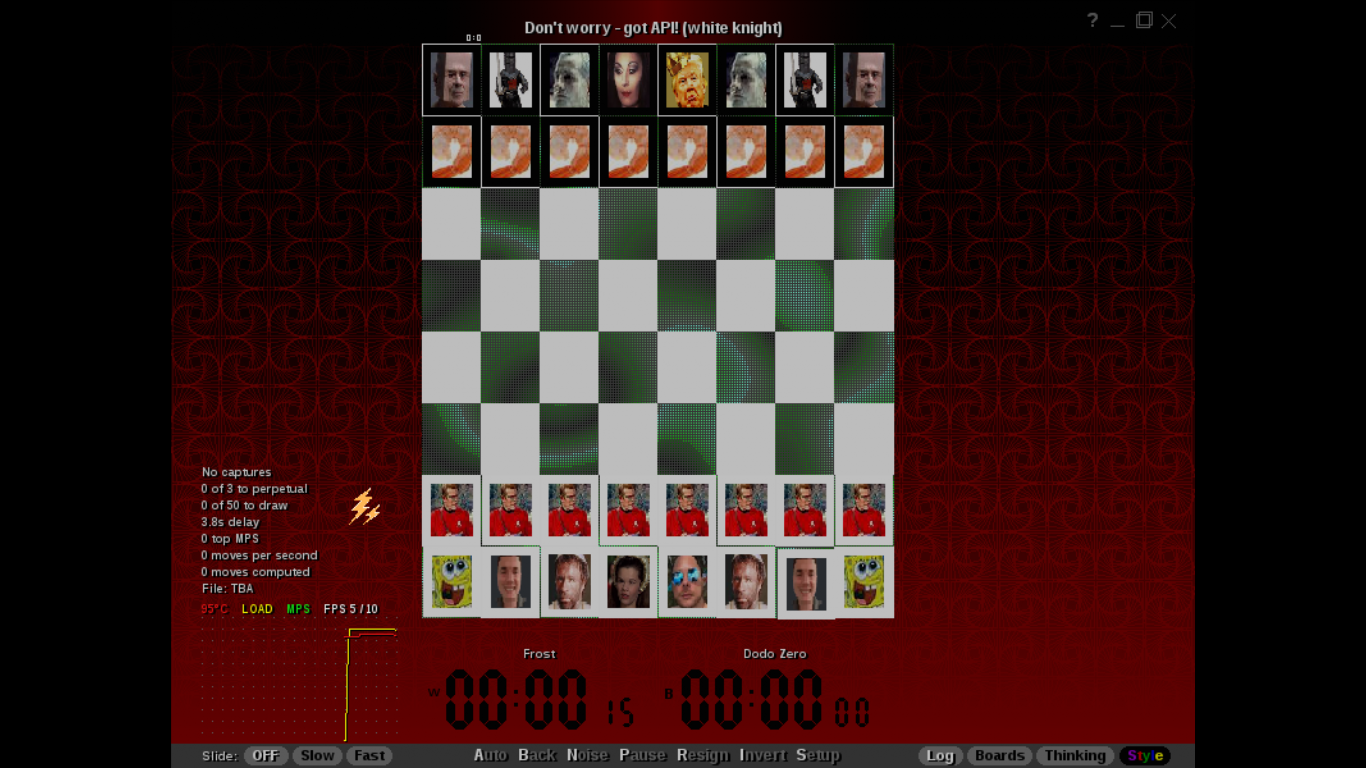 Don't worry - got API! (white knight)
?
0:0
No captures
0 of 3 to perpetual
0 of 50 to draw
3.8s delay
0 top MPS
0 moves per second
0 moves computed
File: TBA
95°C LOAD MPS FPS 5 / 10
Frost
Dodo Zero
W 00:00 15
B 00:00 00
Slide: OFF Slow Fast
Auto Back Noise Pause Resign Invert Setup
Log Boards Thinking Style